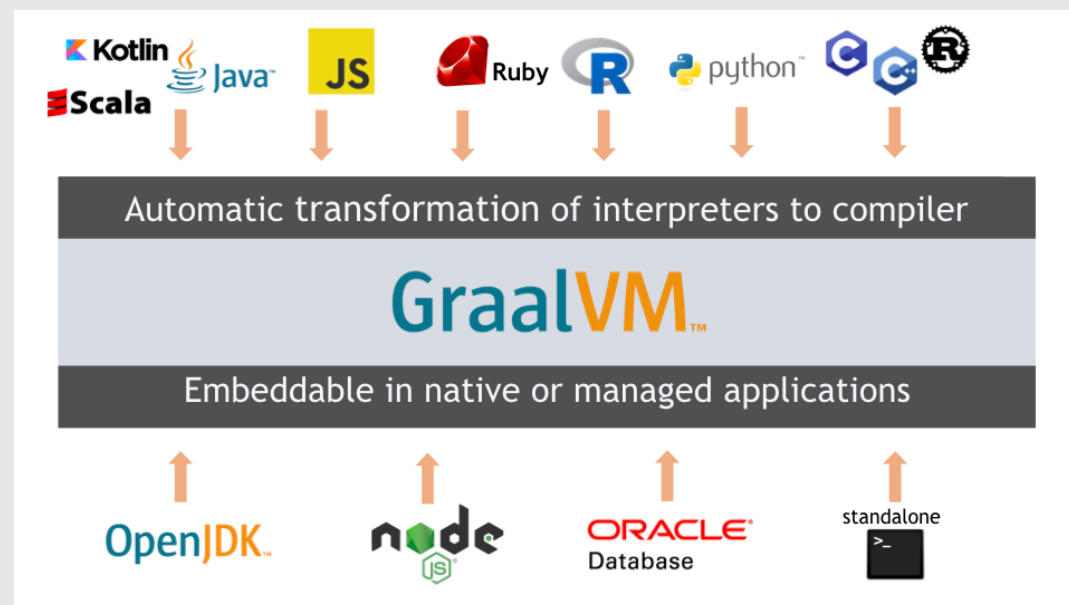 Kotlin
Java™
Scala
JS
Ruby
R
python™
C
C++
R
Automatic transformation of interpreters to compiler
GraalVM™
Embeddable in native or managed applications
OpenJDK™
node
JS®
ORACLE®
Database
standalone
>_